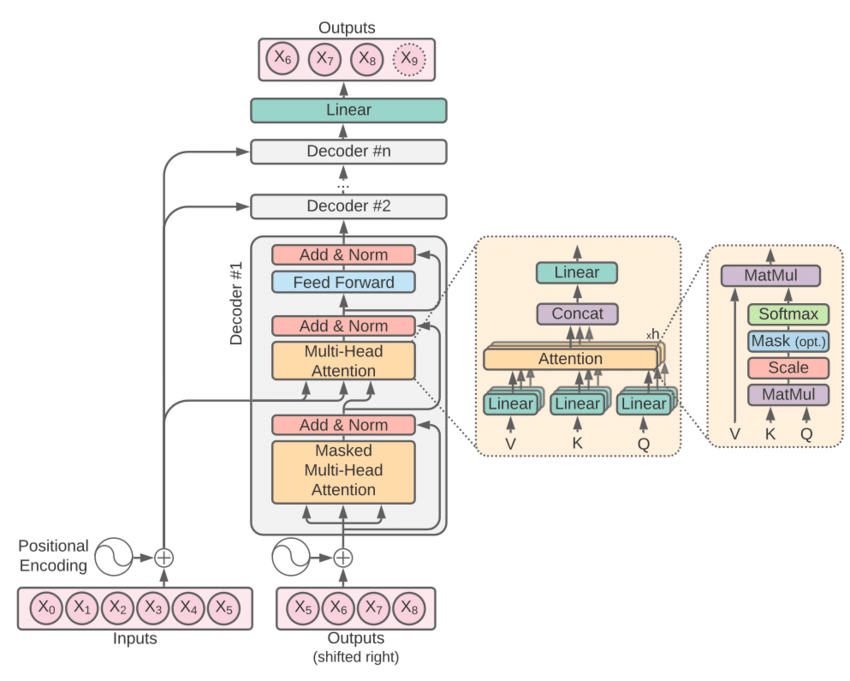 Outputs
X₆ X₇ X₈ X₉
Linear
Decoder #n
...
Decoder #2
Decoder #1
Add & Norm
Feed Forward
Add & Norm
Multi-Head
Attention
Add & Norm
Masked
Multi-Head
Attention
Linear
Concat
xh
Attention
Linear Linear Linear
V K Q
MatMul
Softmax
Mask (opt.)
Scale
MatMul
V K Q
Positional
Encoding
X₀ X₁ X₂ X₃ X₄ X₅
Inputs
X₅ X₆ X₇ X₈
Outputs
(shifted right)